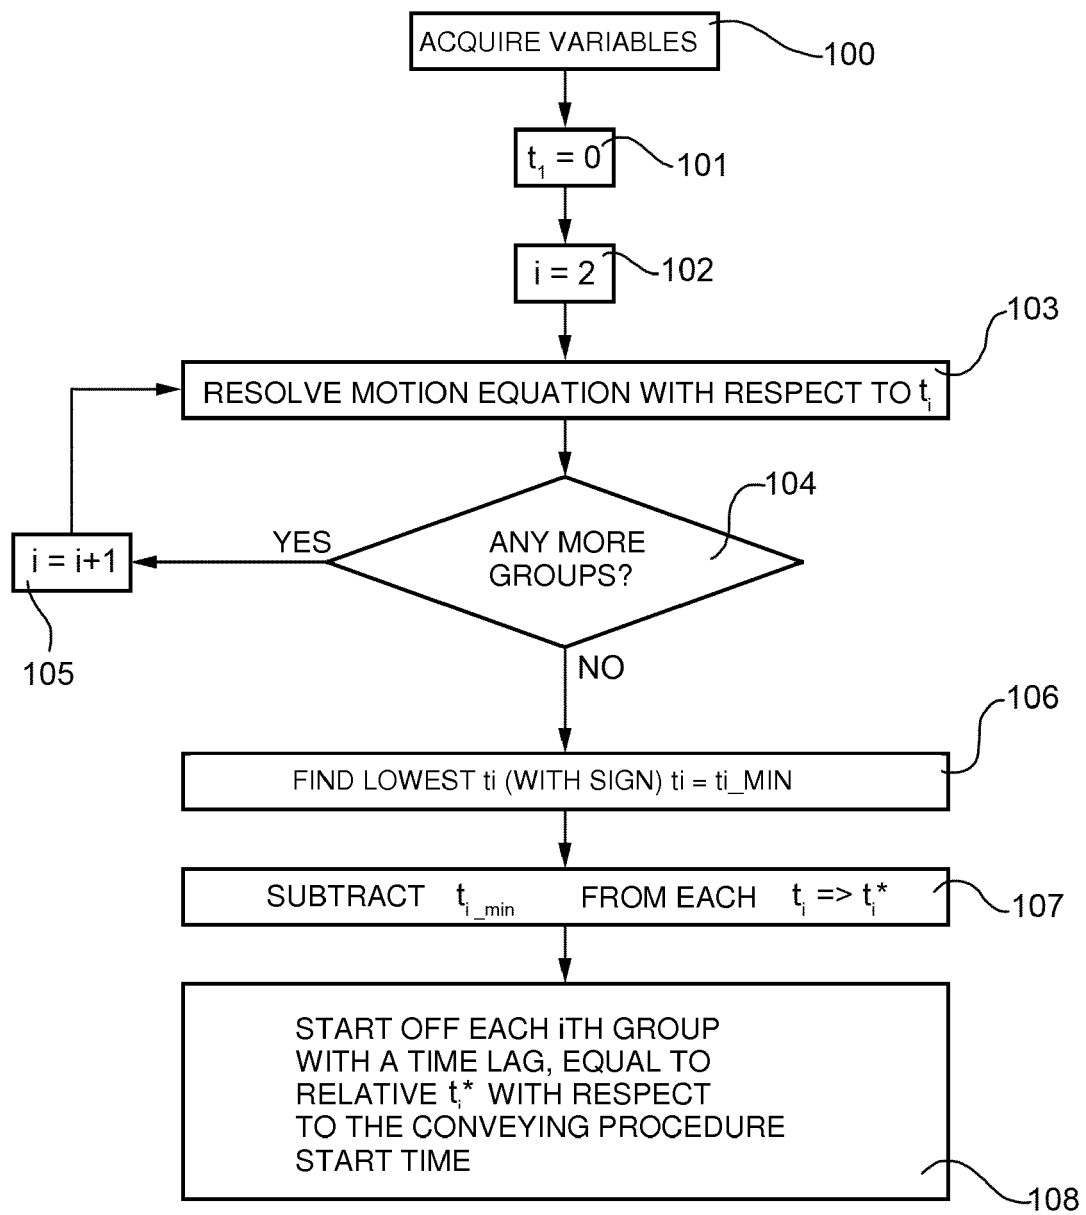 ACQUIRE VARIABLES
100
t₁ = 0
101
i = 2
102
103
RESOLVE MOTION EQUATION WITH RESPECT TO tᵢ
104
YES
ANY MORE
GROUPS?
i = i+1
105
NO
106
FIND LOWEST ti (WITH SIGN) ti = ti_MIN
SUBTRACT t_i_min FROM EACH tᵢ => tᵢ*
107
START OFF EACH iTH GROUP
WITH A TIME LAG, EQUAL TO
RELATIVE tᵢ* WITH RESPECT
TO THE CONVEYING PROCEDURE
START TIME
108